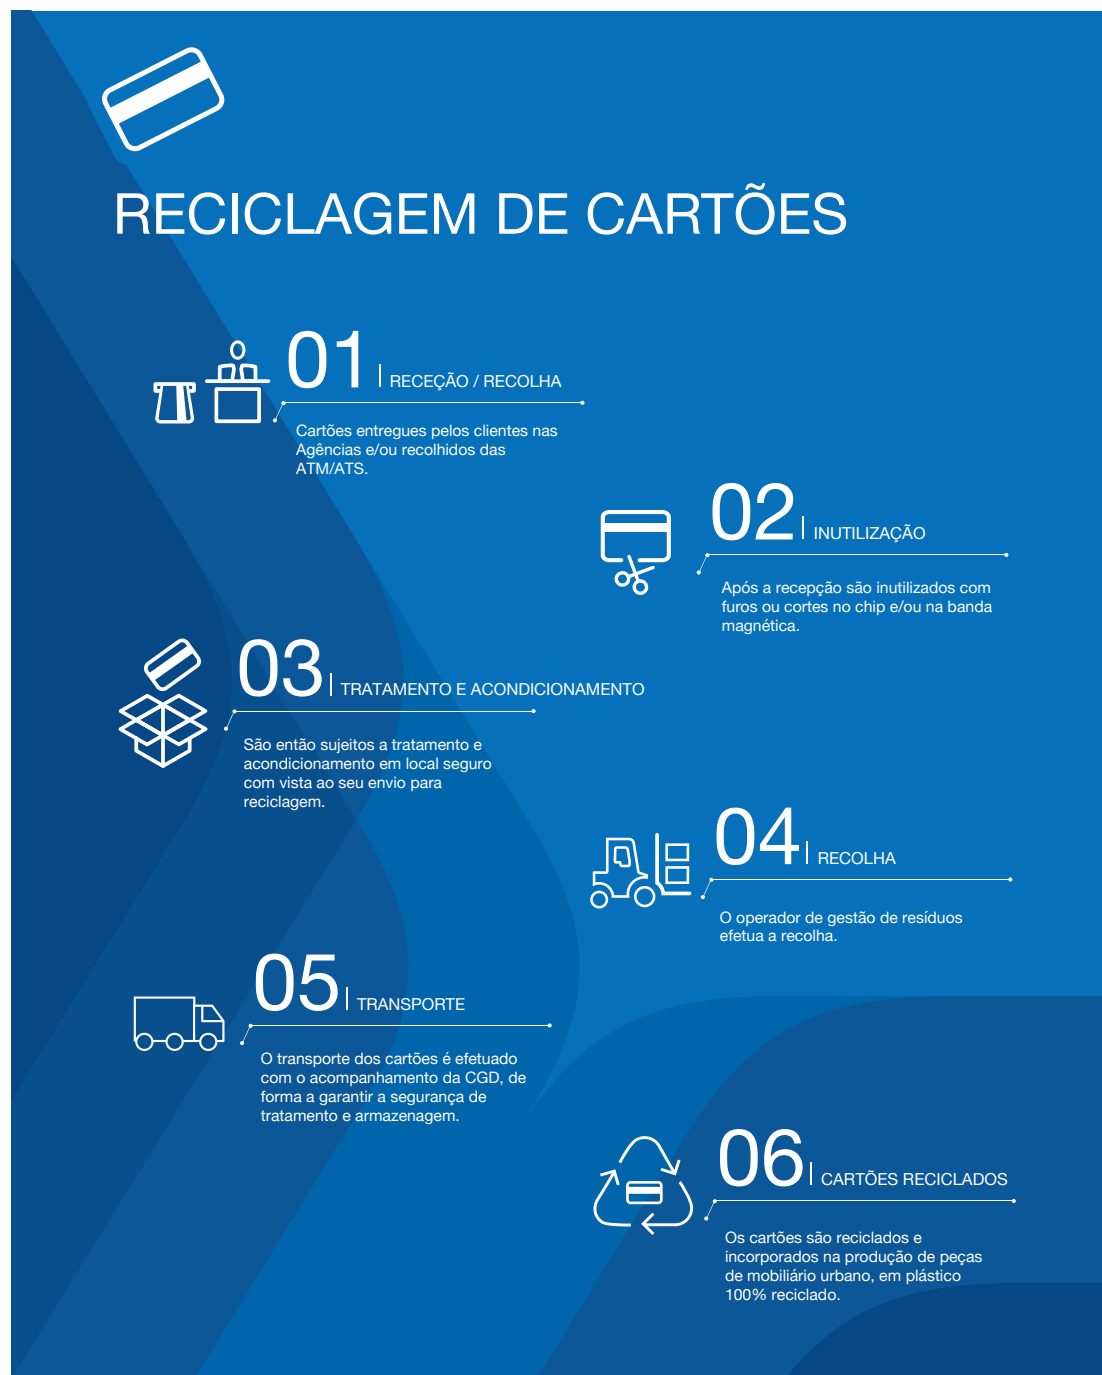 RECICLAGEM DE CARTÕES
01
RECEÇÃO / RECOLHA
Cartões entregues pelos clientes nas
Agências e/ou recolhidos das
ATM/ATS.
02
INUTILIZAÇÃO
Após a recepção são inutilizados com
furos ou cortes no chip e/ou na banda
magnética.
03
TRATAMENTO E ACONDICIONAMENTO
São então sujeitos a tratamento e
acondicionamento em local seguro
com vista ao seu envio para
reciclagem.
04
RECOLHA
O operador de gestão de resíduos
efetua a recolha.
05
TRANSPORTE
O transporte dos cartões é efetuado
com o acompanhamento da CGD, de
forma a garantir a segurança de
tratamento e armazenagem.
06
CARTÕES RECICLADOS
Os cartões são reciclados e
incorporados na produção de peças
de mobiliário urbano, em plástico
100% reciclado.